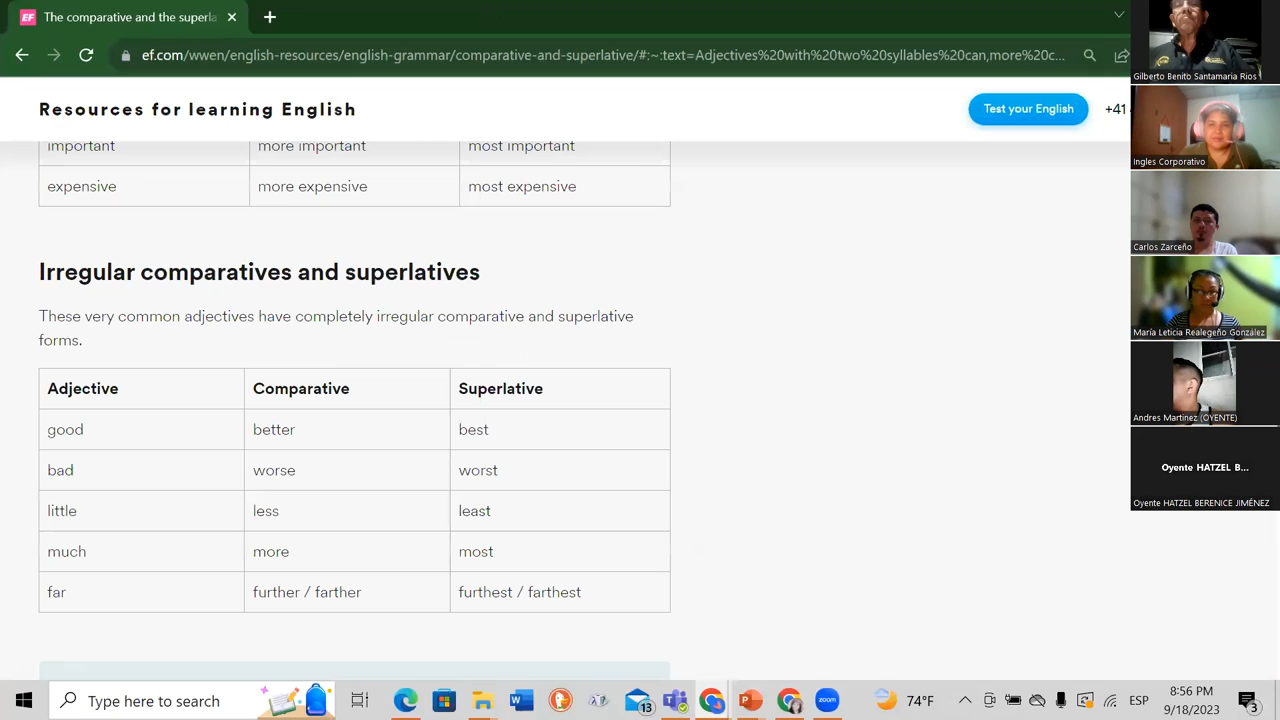 EF The comparative and the superla
ef.com/wwen/english-resources/english-grammar/comparative-and-superlative/#:~:text=Adjectives%20with%20two%20syllables%20can,more%20c...
Resources for learning English
Test your English
+41
important more important most important
expensive more expensive most expensive
Irregular comparatives and superlatives
These very common adjectives have completely irregular comparative and superlative
forms.
Adjective Comparative Superlative
good better best
bad worse worst
little less least
much more most
far further / farther furthest / farthest
Gilberto Benito Santamaria Rios
Ingles Corporativo
Carlos Zarceño
María Leticia Realegeño González
Andres Martinez (OYENTE)
Oyente HATZEL B...
Oyente HATZEL BERENICE JIMÉNEZ
Type here to search
13
74°F
ESP
8:56 PM
9/18/2023
3